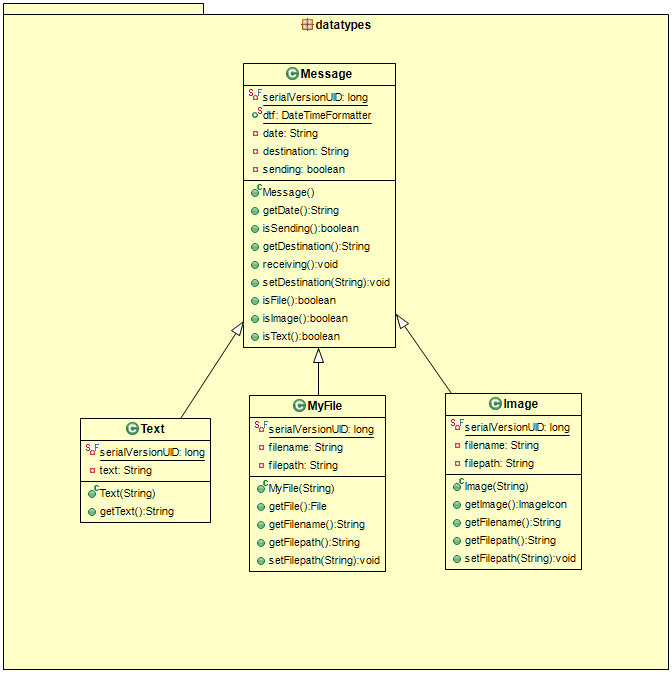 datatypes
Message
serialVersionUID: long
dtf: DateTimeFormatter
date: String
destination: String
sending: boolean
Message()
getDate():String
isSending():boolean
getDestination():String
receiving():void
setDestination(String):void
isFile():boolean
isImage():boolean
isText():boolean
Text
serialVersionUID: long
text: String
Text(String)
getText():String
MyFile
serialVersionUID: long
filename: String
filepath: String
MyFile(String)
getFile():File
getFilename():String
getFilepath():String
setFilepath(String):void
Image
serialVersionUID: long
filename: String
filepath: String
Image(String)
getImage():ImageIcon
getFilename():String
getFilepath():String
setFilepath(String):void